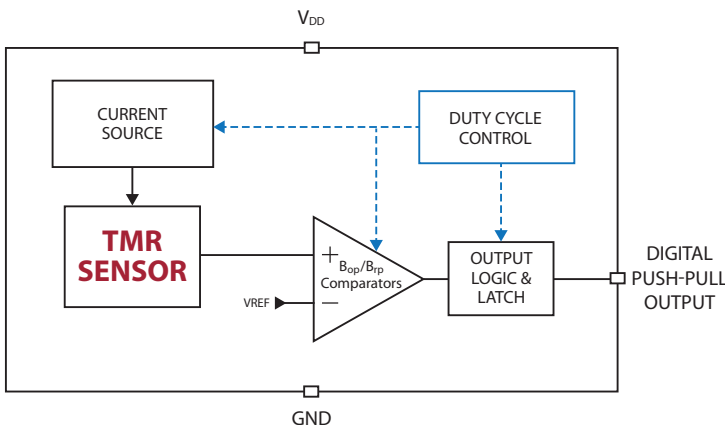 VDD
CURRENT
SOURCE
DUTY CYCLE
CONTROL
TMR
SENSOR
+
Bop/Brp
Comparators
VREF
−
OUTPUT
LOGIC &
LATCH
DIGITAL
PUSH-PULL
OUTPUT
GND